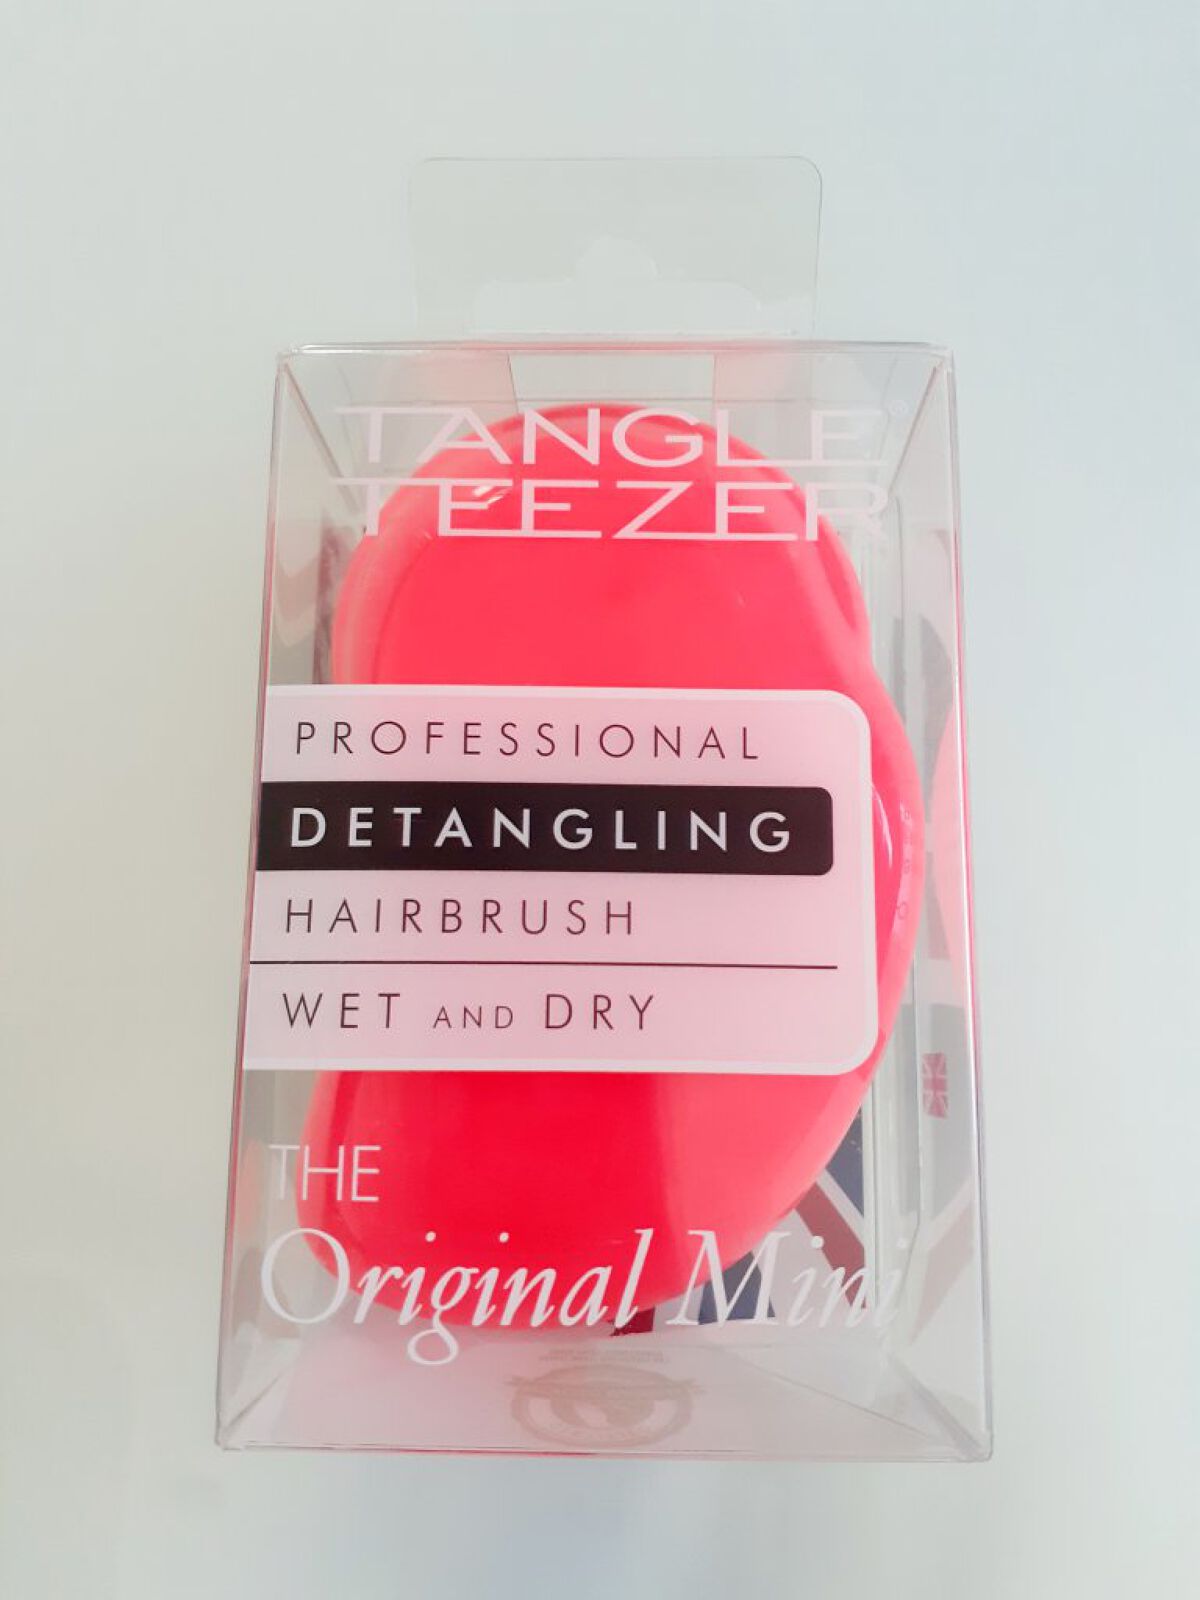 TANGLE®
TEEZER
PROFESSIONAL
DETANGLING
HAIRBRUSH
WET AND DRY
THE
Original Mini